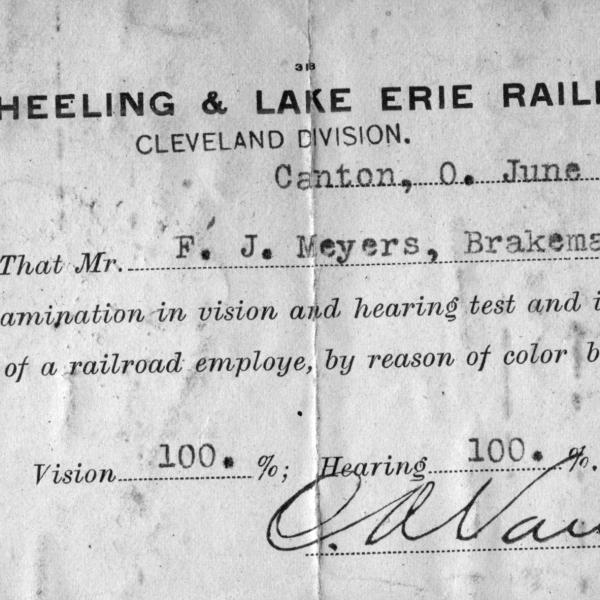 313
HEELING & LAKE ERIE RAIL
CLEVELAND DIVISION.
Canton, O. June
That Mr. F. J. Meyers, Brakema
amination in vision and hearing test and i
of a railroad employe, by reason of color b
Vision 100. %; Hearing 100. %.